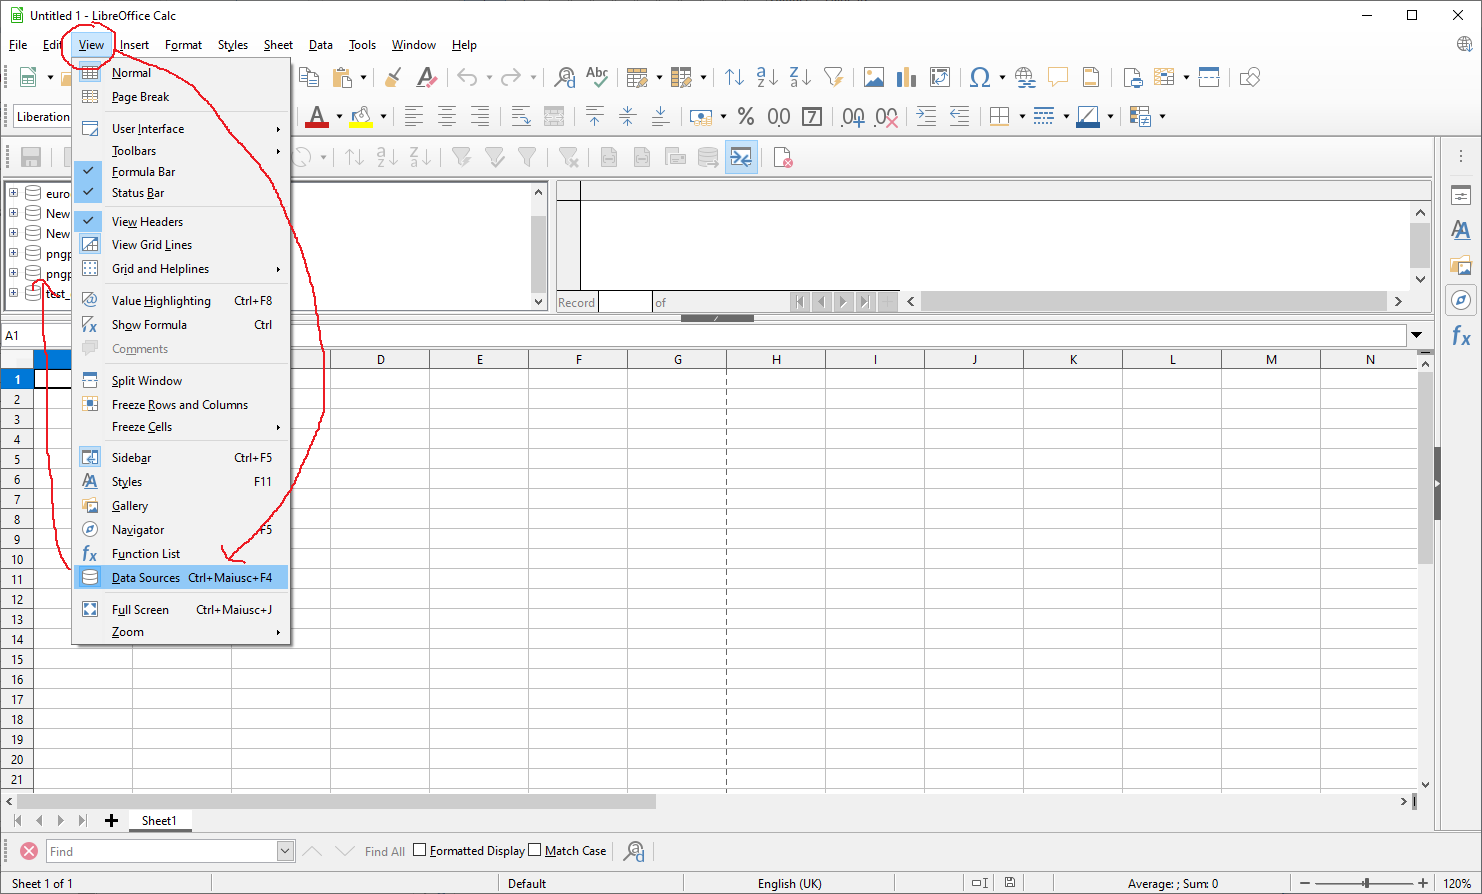 Untitled 1 - LibreOffice Calc
File Edit View Insert Format Styles Sheet Data Tools Window Help
Liberation
Normal
Page Break
User Interface
Toolbars
Formula Bar
Status Bar
View Headers
View Grid Lines
Grid and Helplines
Value Highlighting Ctrl+F8
Show Formula Ctrl
Comments
Split Window
Freeze Rows and Columns
Freeze Cells
Sidebar Ctrl+F5
Styles F11
Gallery
Navigator F5
Function List
Data Sources Ctrl+Maiusc+F4
Full Screen Ctrl+Maiusc+J
Zoom
euro
New
New
pngp
pngp
test_
Record of
A1
D E F G H I J K L M N
1
2
3
4
5
6
7
8
9
10
11
12
13
14
15
16
17
18
19
20
21
Sheet1
Find Find All Formatted Display Match Case
Sheet 1 of 1 Default English (UK) Average: ; Sum: 0 120%